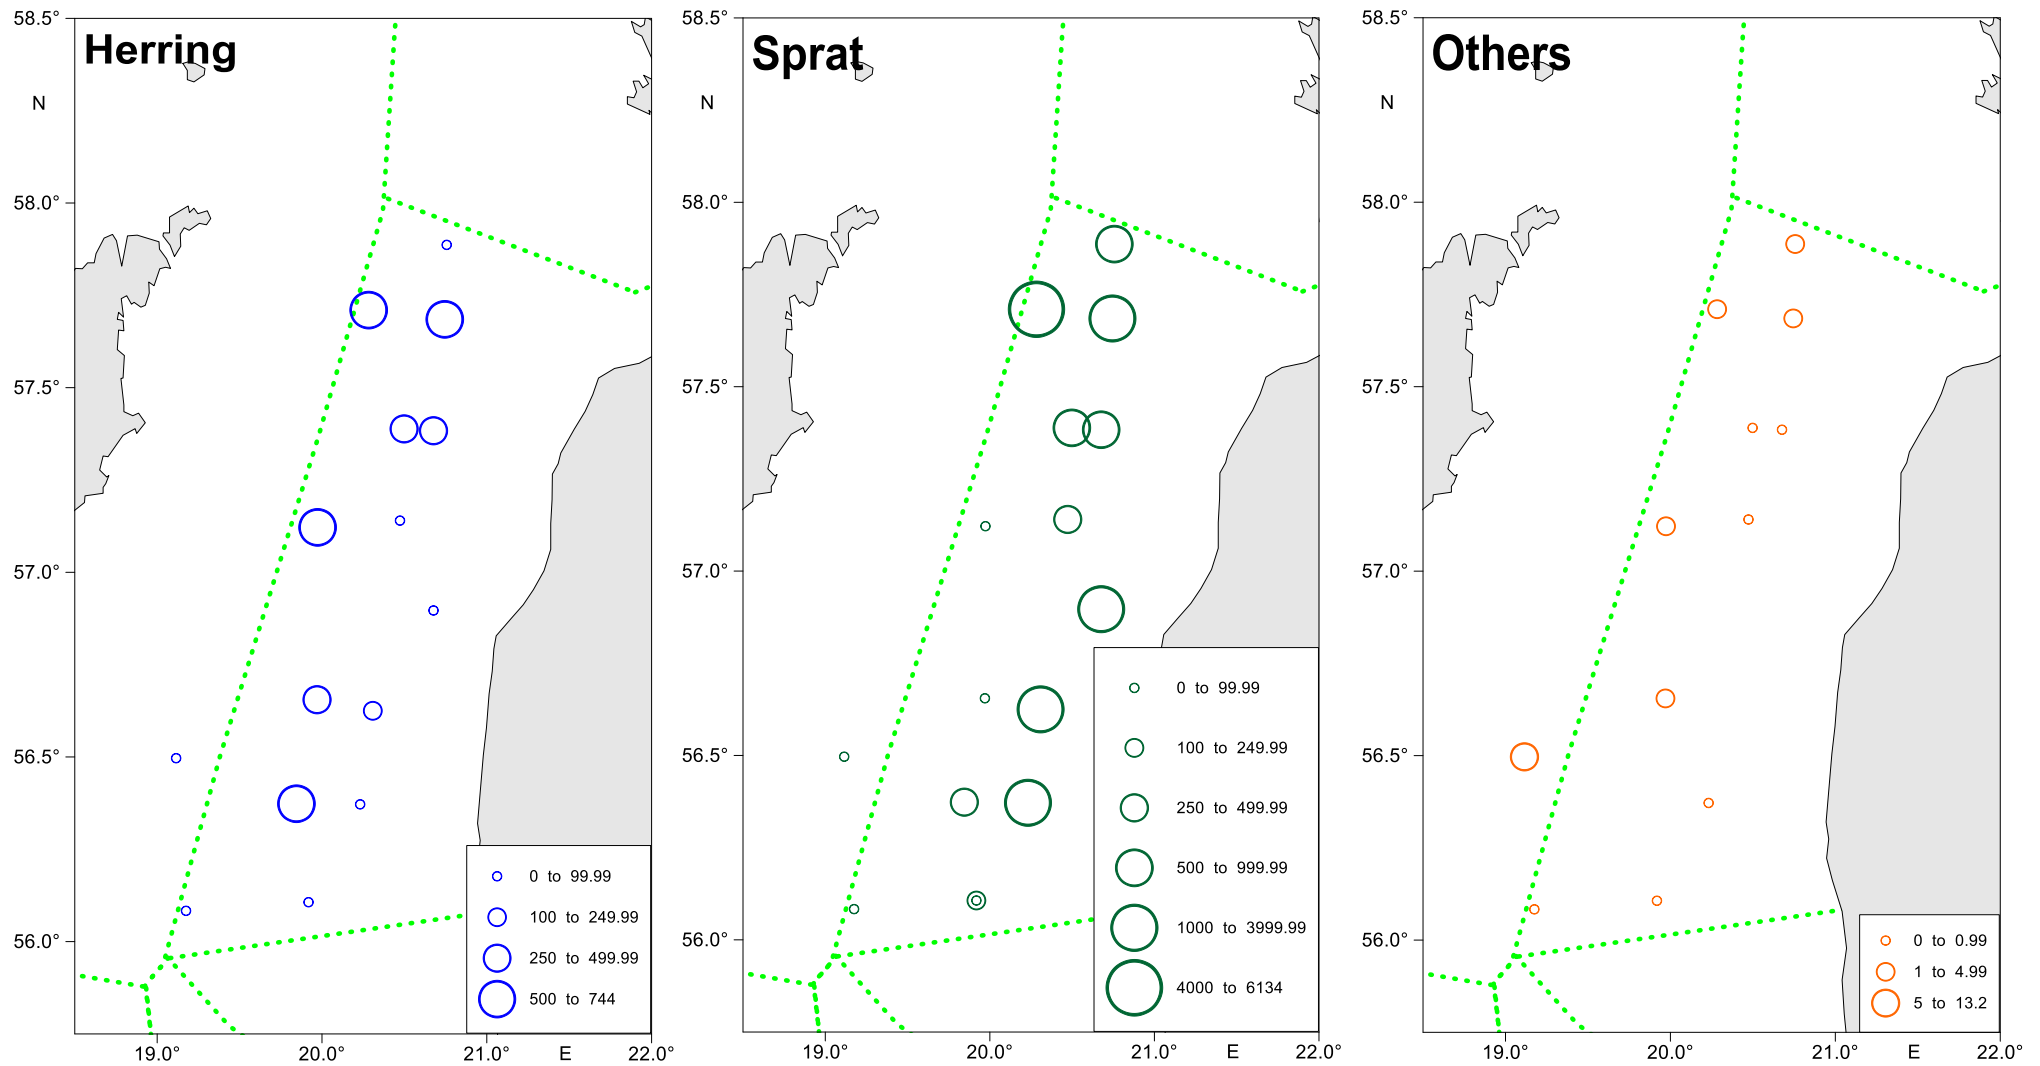 Herring
58.5°
N
58.0°
57.5°
57.0°
56.5°
56.0°
19.0° 20.0° 21.0° E 22.0°
0 to 99.99
100 to 249.99
250 to 499.99
500 to 744
Sprat
58.5°
N
58.0°
57.5°
57.0°
56.5°
56.0°
19.0° 20.0° 21.0° E 22.0°
0 to 99.99
100 to 249.99
250 to 499.99
500 to 999.99
1000 to 3999.99
4000 to 6134
Others
58.5°
N
58.0°
57.5°
57.0°
56.5°
56.0°
19.0° 20.0° 21.0° E 22.0°
0 to 0.99
1 to 4.99
5 to 13.2